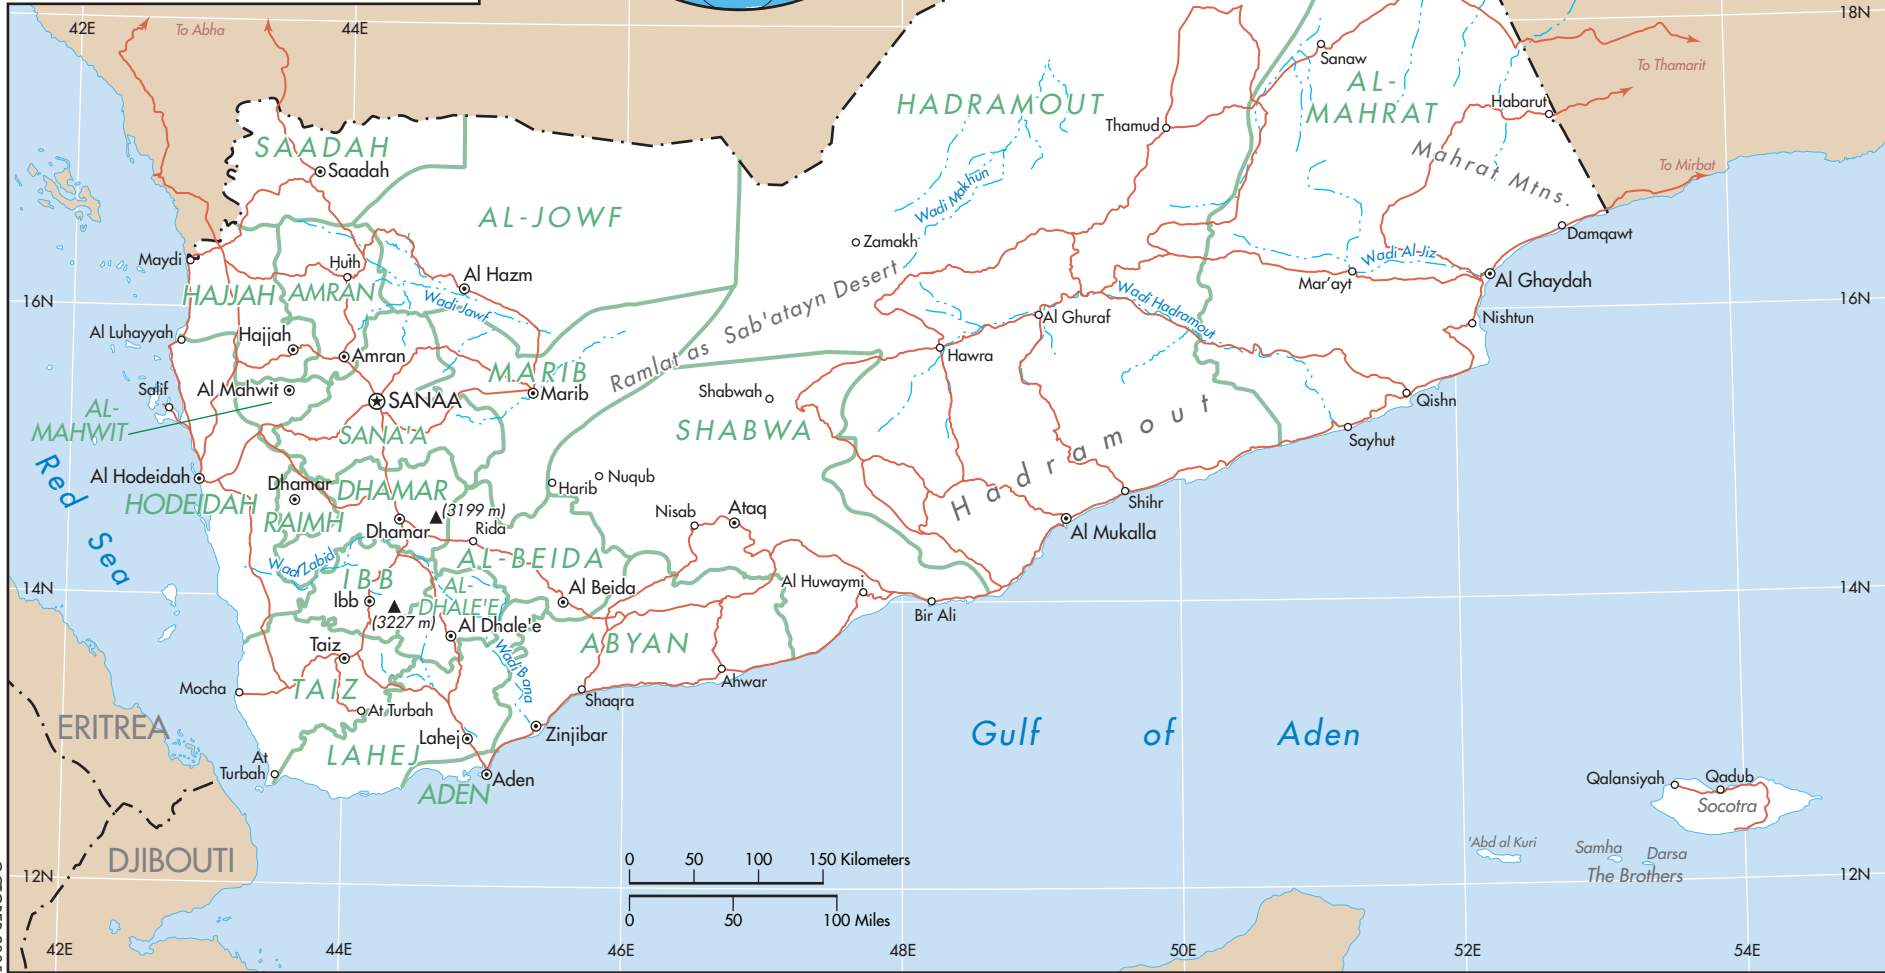 42E
To Abha
44E
18N
Sanaw
To Thamarit
AL-
MAHRAT
HADRAMOUT
Habarut
Thamud
SAADAH
Saadah
Mahrat Mtns.
To Mirbat
Wadi Makhun
AL-JOWF
Zamakh
Damqawt
Maydi
Huth
Al Hazm
Wadi Al-Jiz
Mar'ayt
Al Ghaydah
HAJJAH
AMRAN
Wadi Jawf
Ramlat as Sab'atayn Desert
Wadi Hadramout
16N
16N
Al Ghuraf
Nishtun
Al Luhayyah
Hajjah
Amran
Hawra
MARIB
Salif
Al Mahwit
SANAA
Marib
Shabwah
Qishn
AL-
MAHWIT
SANA'A
SHABWA
Sayhut
Hadramout
Red Sea
Al Hodeidah
Dhamar
DHAMAR
Harib
Nuqub
HODEIDAH
RAIMH
(3199 m)
Dhamar
Rida
Nisab
Ataq
Shihr
Al Mukalla
Wadi Zabid
AL-BEIDA
IBB
AL-
DHALE'E
Al Beida
Al Huwaymi
14N
14N
Ibb
(3227 m)
Al Dhale'e
Bir Ali
Taiz
ABYAN
Wadi Bana
Mocha
TAIZ
At Turbah
Shaqra
Ahwar
ERITREA
Lahej
Zinjibar
Gulf of Aden
LAHEJ
At
Turbah
Aden
ADEN
Qalansiyah
Qadub
Socotra
DJIBOUTI
'Abd al Kuri
Samha
Darsa
The Brothers
0 50 100 150 Kilometers
0 50 100 Miles
12N
12N
42E
44E
46E
48E
50E
52E
54E